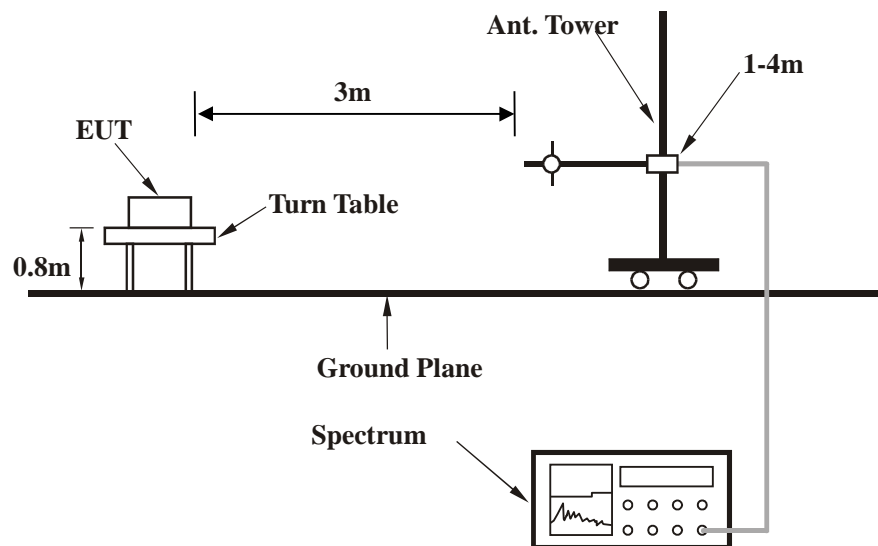 Ant. Tower
1-4m
3m
EUT
Turn Table
0.8m
Ground Plane
Spectrum